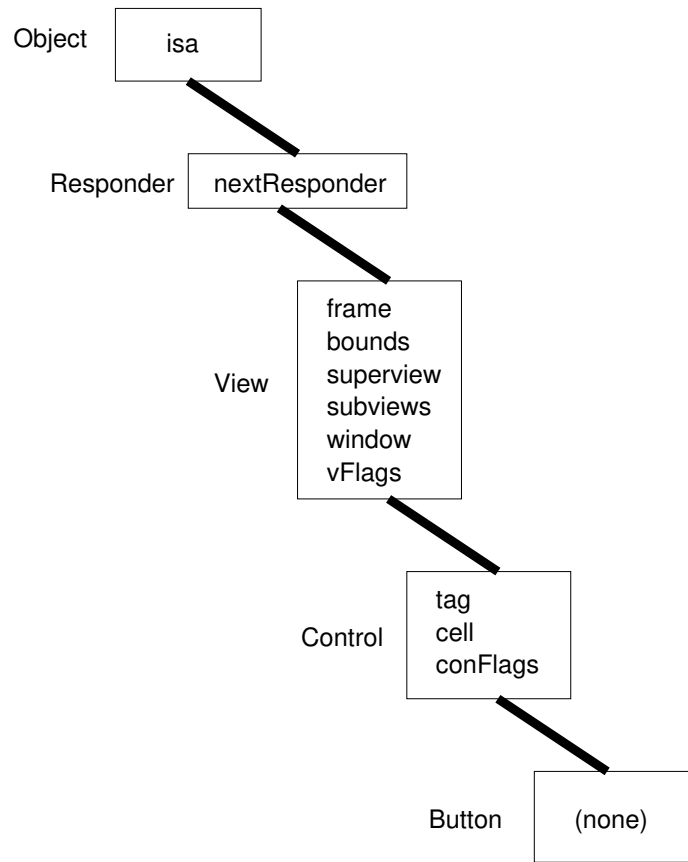 Object
isa
Responder
nextResponder
View
frame
bounds
superview
subviews
window
vFlags
Control
tag
cell
conFlags
Button
(none)